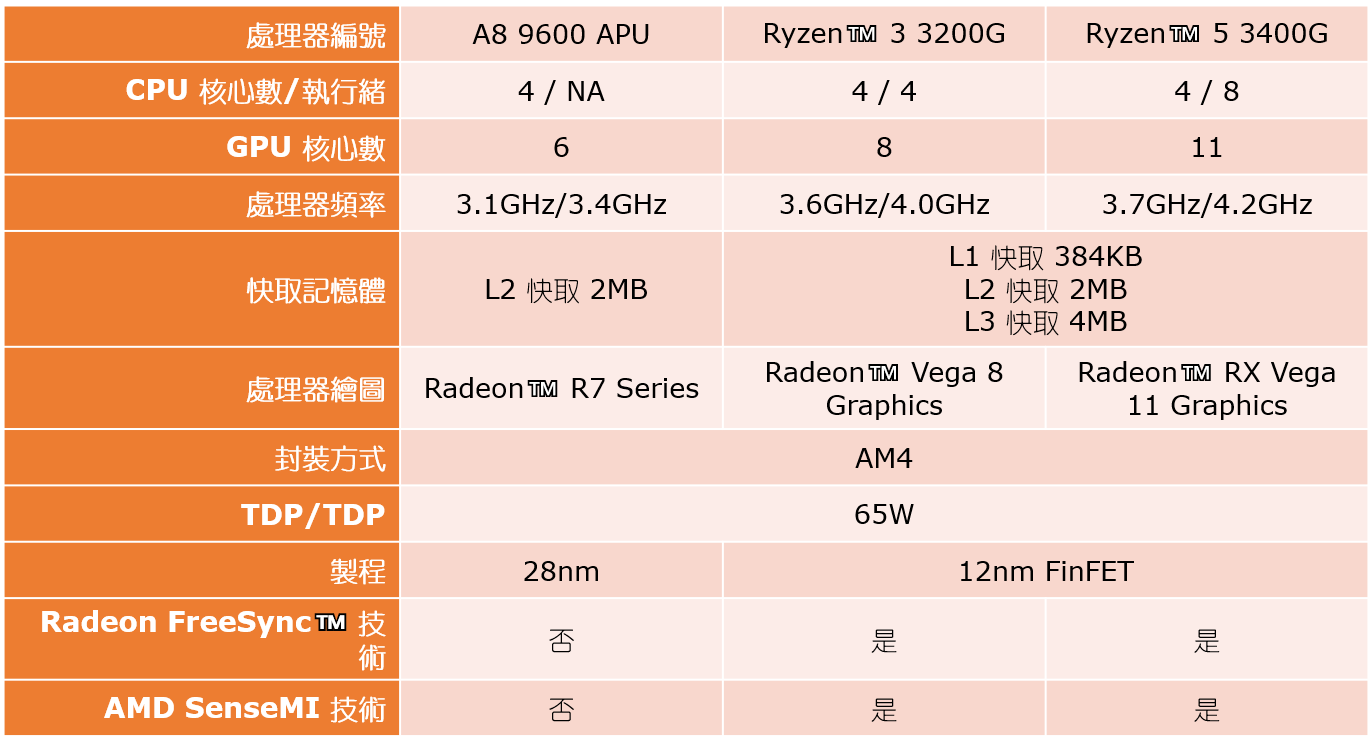 處理器編號 A8 9600 APU Ryzen™ 3 3200G Ryzen™ 5 3400G
CPU 核心數/執行緒 4 / NA 4 / 4 4 / 8
GPU 核心數 6 8 11
處理器頻率 3.1GHz/3.4GHz 3.6GHz/4.0GHz 3.7GHz/4.2GHz
快取記憶體 L2 快取 2MB L1 快取 384KB
L2 快取 2MB
L3 快取 4MB
處理器繪圖 Radeon™ R7 Series Radeon™ Vega 8
Graphics
Radeon™ RX Vega
11 Graphics
封裝方式 AM4
TDP/TDP 65W
製程 28nm 12nm FinFET
Radeon FreeSync™ 技
術 否 是 是
AMD SenseMI 技術 否 是 是